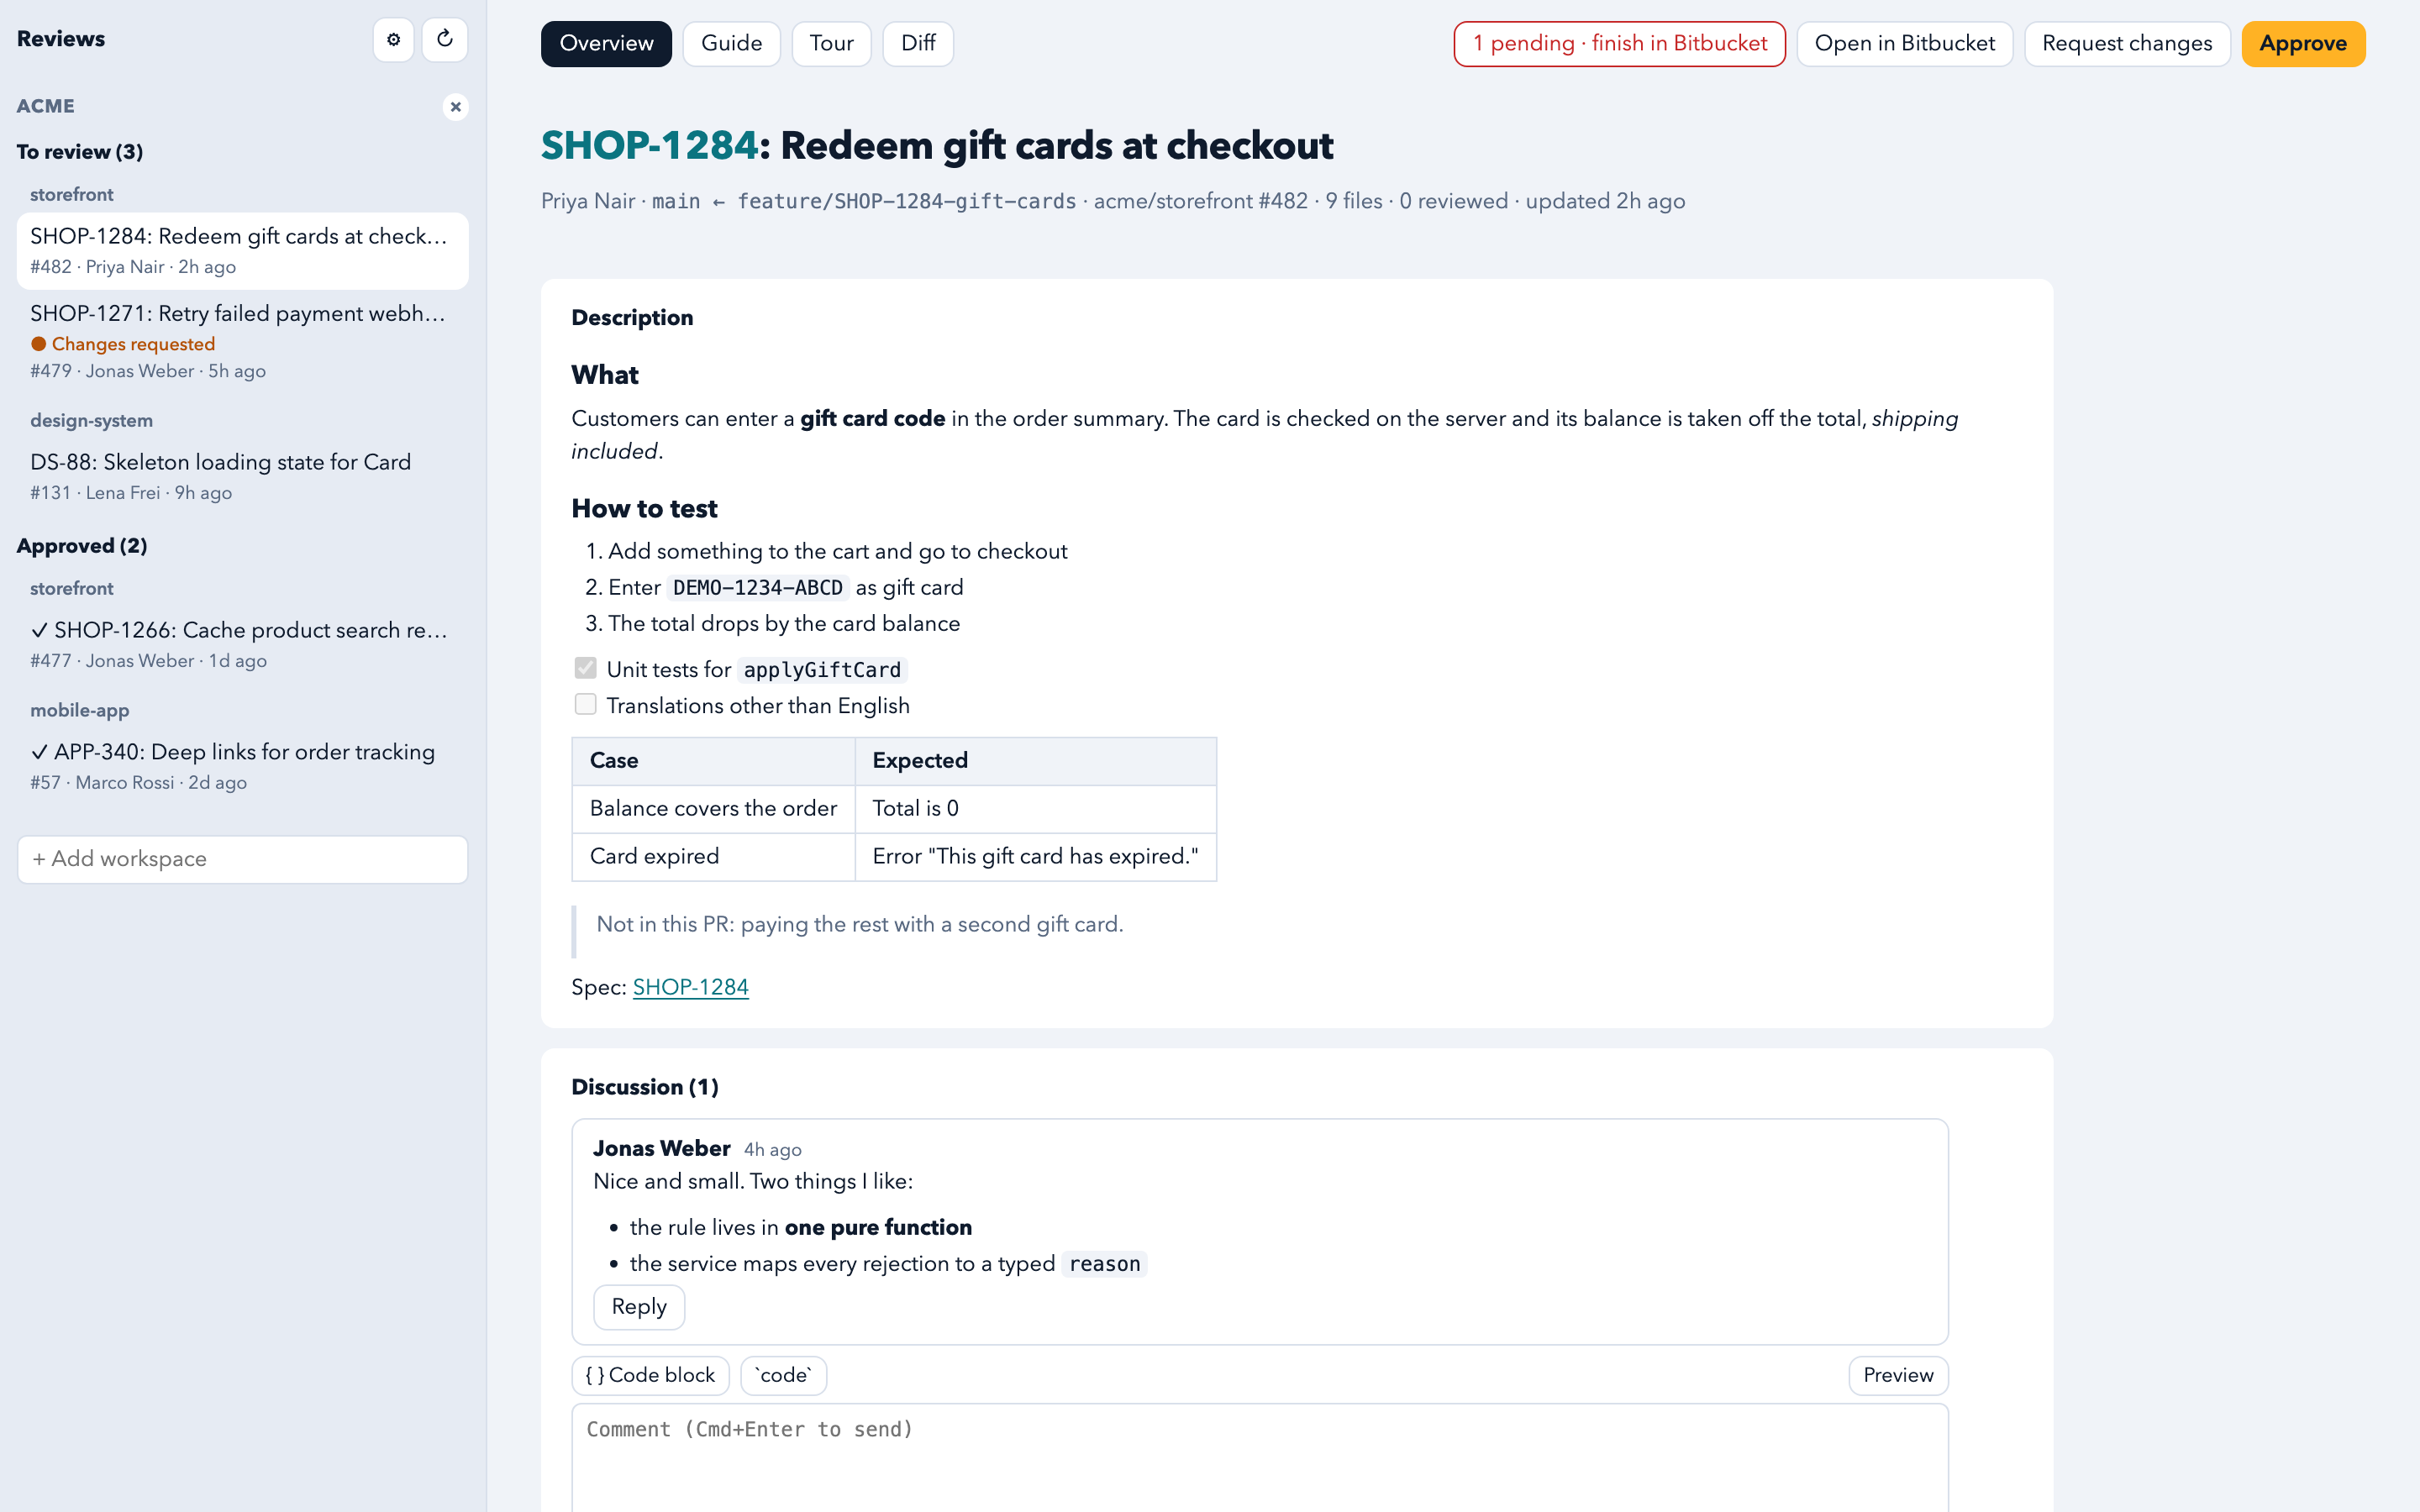 Reviews
ACME
To review (3)
storefront
SHOP-1284: Redeem gift cards at check…
#482 · Priya Nair · 2h ago
SHOP-1271: Retry failed payment webh…
Changes requested
#479 · Jonas Weber · 5h ago
design-system
DS-88: Skeleton loading state for Card
#131 · Lena Frei · 9h ago
Approved (2)
storefront
✓ SHOP-1266: Cache product search re…
#477 · Jonas Weber · 1d ago
mobile-app
✓ APP-340: Deep links for order tracking
#57 · Marco Rossi · 2d ago
+ Add workspace
Overview Guide Tour Diff
1 pending · finish in Bitbucket Open in Bitbucket Request changes Approve
SHOP-1284: Redeem gift cards at checkout
Priya Nair · main ← feature/SHOP-1284-gift-cards · acme/storefront #482 · 9 files · 0 reviewed · updated 2h ago
Description
What
Customers can enter a gift card code in the order summary. The card is checked on the server and its balance is taken off the total, shipping
included.
How to test
1. Add something to the cart and go to checkout
2. Enter DEMO-1234-ABCD as gift card
3. The total drops by the card balance
Unit tests for applyGiftCard
Translations other than English
Case Expected
Balance covers the order Total is 0
Card expired Error "This gift card has expired."
Not in this PR: paying the rest with a second gift card.
Spec: SHOP-1284
Discussion (1)
Jonas Weber 4h ago
Nice and small. Two things I like:
• the rule lives in one pure function
• the service maps every rejection to a typed reason
Reply
{ } Code block `code` Preview
Comment (Cmd+Enter to send)